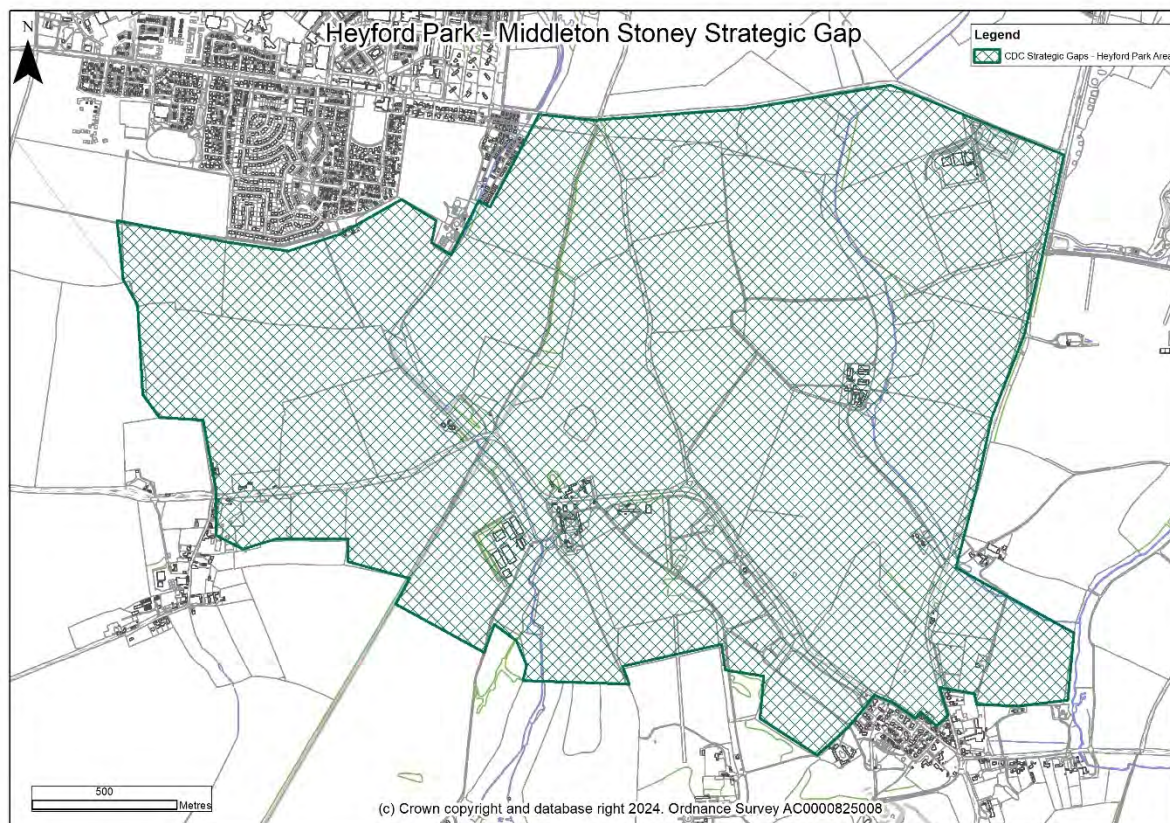 Heyford Park - Middleton Stoney Strategic Gap
N
Legend
CDC Strategic Gaps - Heyford Park Area
500
Metres
(c) Crown copyright and database right 2024. Ordnance Survey AC0000825008